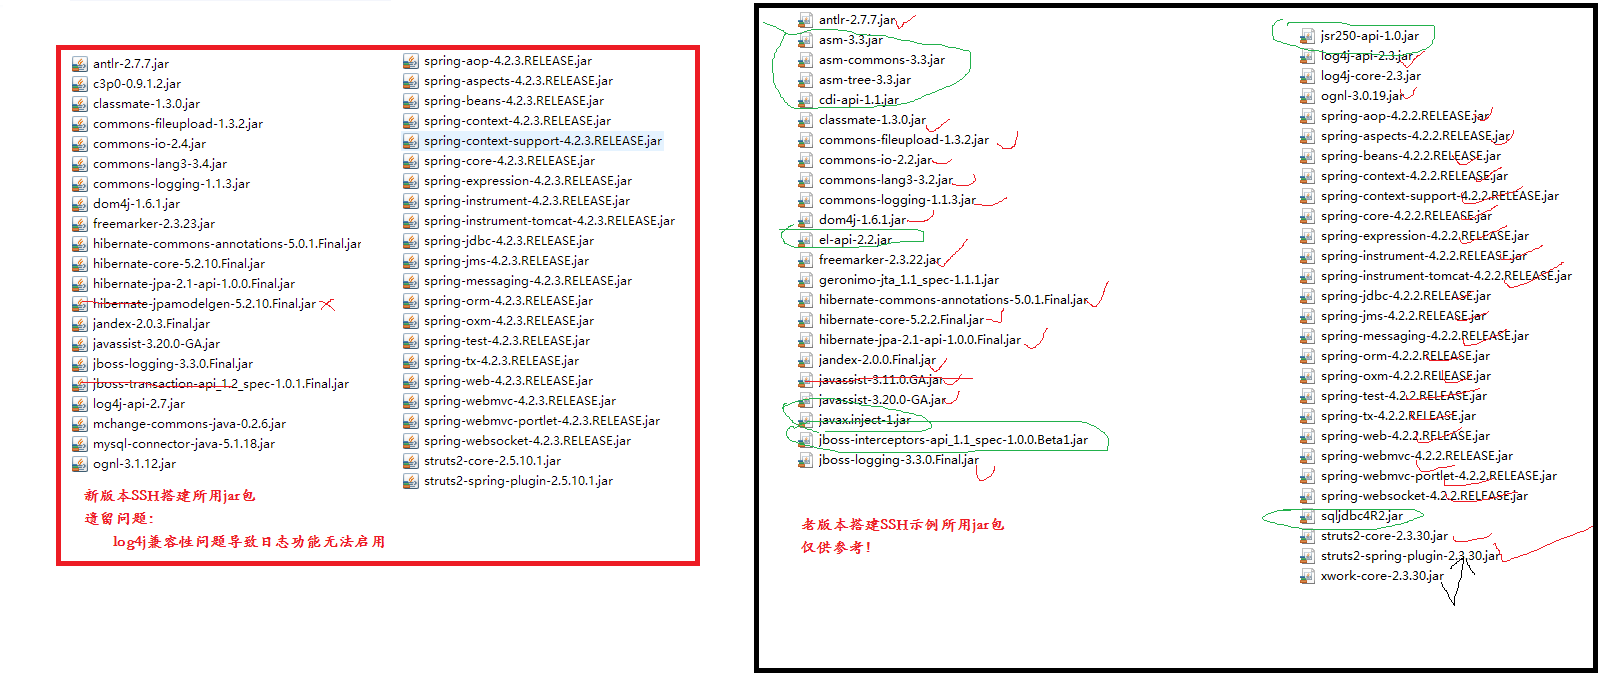 antlr-2.7.7.jar
c3p0-0.9.1.2.jar
classmate-1.3.0.jar
commons-fileupload-1.3.2.jar
commons-io-2.4.jar
commons-lang3-3.4.jar
commons-logging-1.1.3.jar
dom4j-1.6.1.jar
freemarker-2.3.23.jar
hibernate-commons-annotations-5.0.1.Final.jar
hibernate-core-5.2.10.Final.jar
hibernate-jpa-2.1-api-1.0.0.Final.jar
hibernate-jpamodelgen-5.2.10.Final.jar
jandex-2.0.3.Final.jar
javassist-3.20.0-GA.jar
jboss-logging-3.3.0.Final.jar
jboss-transaction-api_1.2_spec-1.0.1.Final.jar
log4j-api-2.7.jar
mchange-commons-java-0.2.6.jar
mysql-connector-java-5.1.18.jar
ognl-3.1.12.jar
spring-aop-4.2.3.RELEASE.jar
spring-aspects-4.2.3.RELEASE.jar
spring-beans-4.2.3.RELEASE.jar
spring-context-4.2.3.RELEASE.jar
spring-context-support-4.2.3.RELEASE.jar
spring-core-4.2.3.RELEASE.jar
spring-expression-4.2.3.RELEASE.jar
spring-instrument-4.2.3.RELEASE.jar
spring-instrument-tomcat-4.2.3.RELEASE.jar
spring-jdbc-4.2.3.RELEASE.jar
spring-jms-4.2.3.RELEASE.jar
spring-messaging-4.2.3.RELEASE.jar
spring-orm-4.2.3.RELEASE.jar
spring-oxm-4.2.3.RELEASE.jar
spring-test-4.2.3.RELEASE.jar
spring-tx-4.2.3.RELEASE.jar
spring-web-4.2.3.RELEASE.jar
spring-webmvc-4.2.3.RELEASE.jar
spring-webmvc-portlet-4.2.3.RELEASE.jar
spring-websocket-4.2.3.RELEASE.jar
struts2-core-2.5.10.1.jar
struts2-spring-plugin-2.5.10.1.jar
新版本SSH搭建所用jar包
遗留问题:
log4j兼容性问题导致日志功能无法启用
antlr-2.7.7.jar
asm-3.3.jar
asm-commons-3.3.jar
asm-tree-3.3.jar
cdi-api-1.1.jar
classmate-1.3.0.jar
commons-fileupload-1.3.2.jar
commons-io-2.2.jar
commons-lang3-3.2.jar
commons-logging-1.1.3.jar
dom4j-1.6.1.jar
el-api-2.2.jar
freemarker-2.3.22.jar
geronimo-jta_1.1_spec-1.1.1.jar
hibernate-commons-annotations-5.0.1.Final.jar
hibernate-core-5.2.2.Final.jar
hibernate-jpa-2.1-api-1.0.0.Final.jar
jandex-2.0.0.Final.jar
javassist-3.11.0.GA.jar
javassist-3.20.0-GA.jar
javax.inject-1.jar
jboss-interceptors-api_1.1_spec-1.0.0.Beta1.jar
jboss-logging-3.3.0.Final.jar
老版本搭建SSH示例所用jar包
仅供参考!
jsr250-api-1.0.jar
log4j-api-2.3.jar
log4j-core-2.3.jar
ognl-3.0.19.jar
spring-aop-4.2.2.RELEASE.jar
spring-aspects-4.2.2.RELEASE.jar
spring-beans-4.2.2.RELEASE.jar
spring-context-4.2.2.RELEASE.jar
spring-context-support-4.2.2.RELEASE.jar
spring-core-4.2.2.RELEASE.jar
spring-expression-4.2.2.RELEASE.jar
spring-instrument-4.2.2.RELEASE.jar
spring-instrument-tomcat-4.2.2.RELEASE.jar
spring-jdbc-4.2.2.RELEASE.jar
spring-jms-4.2.2.RELEASE.jar
spring-messaging-4.2.2.RELEASE.jar
spring-orm-4.2.2.RELEASE.jar
spring-oxm-4.2.2.RELEASE.jar
spring-test-4.2.2.RELEASE.jar
spring-tx-4.2.2.RELEASE.jar
spring-web-4.2.2.RELEASE.jar
spring-webmvc-4.2.2.RELEASE.jar
spring-webmvc-portlet-4.2.2.RELEASE.jar
spring-websocket-4.2.2.RELEASE.jar
sqljdbc4R2.jar
struts2-core-2.3.30.jar
struts2-spring-plugin-2.3.30.jar
xwork-core-2.3.30.jar